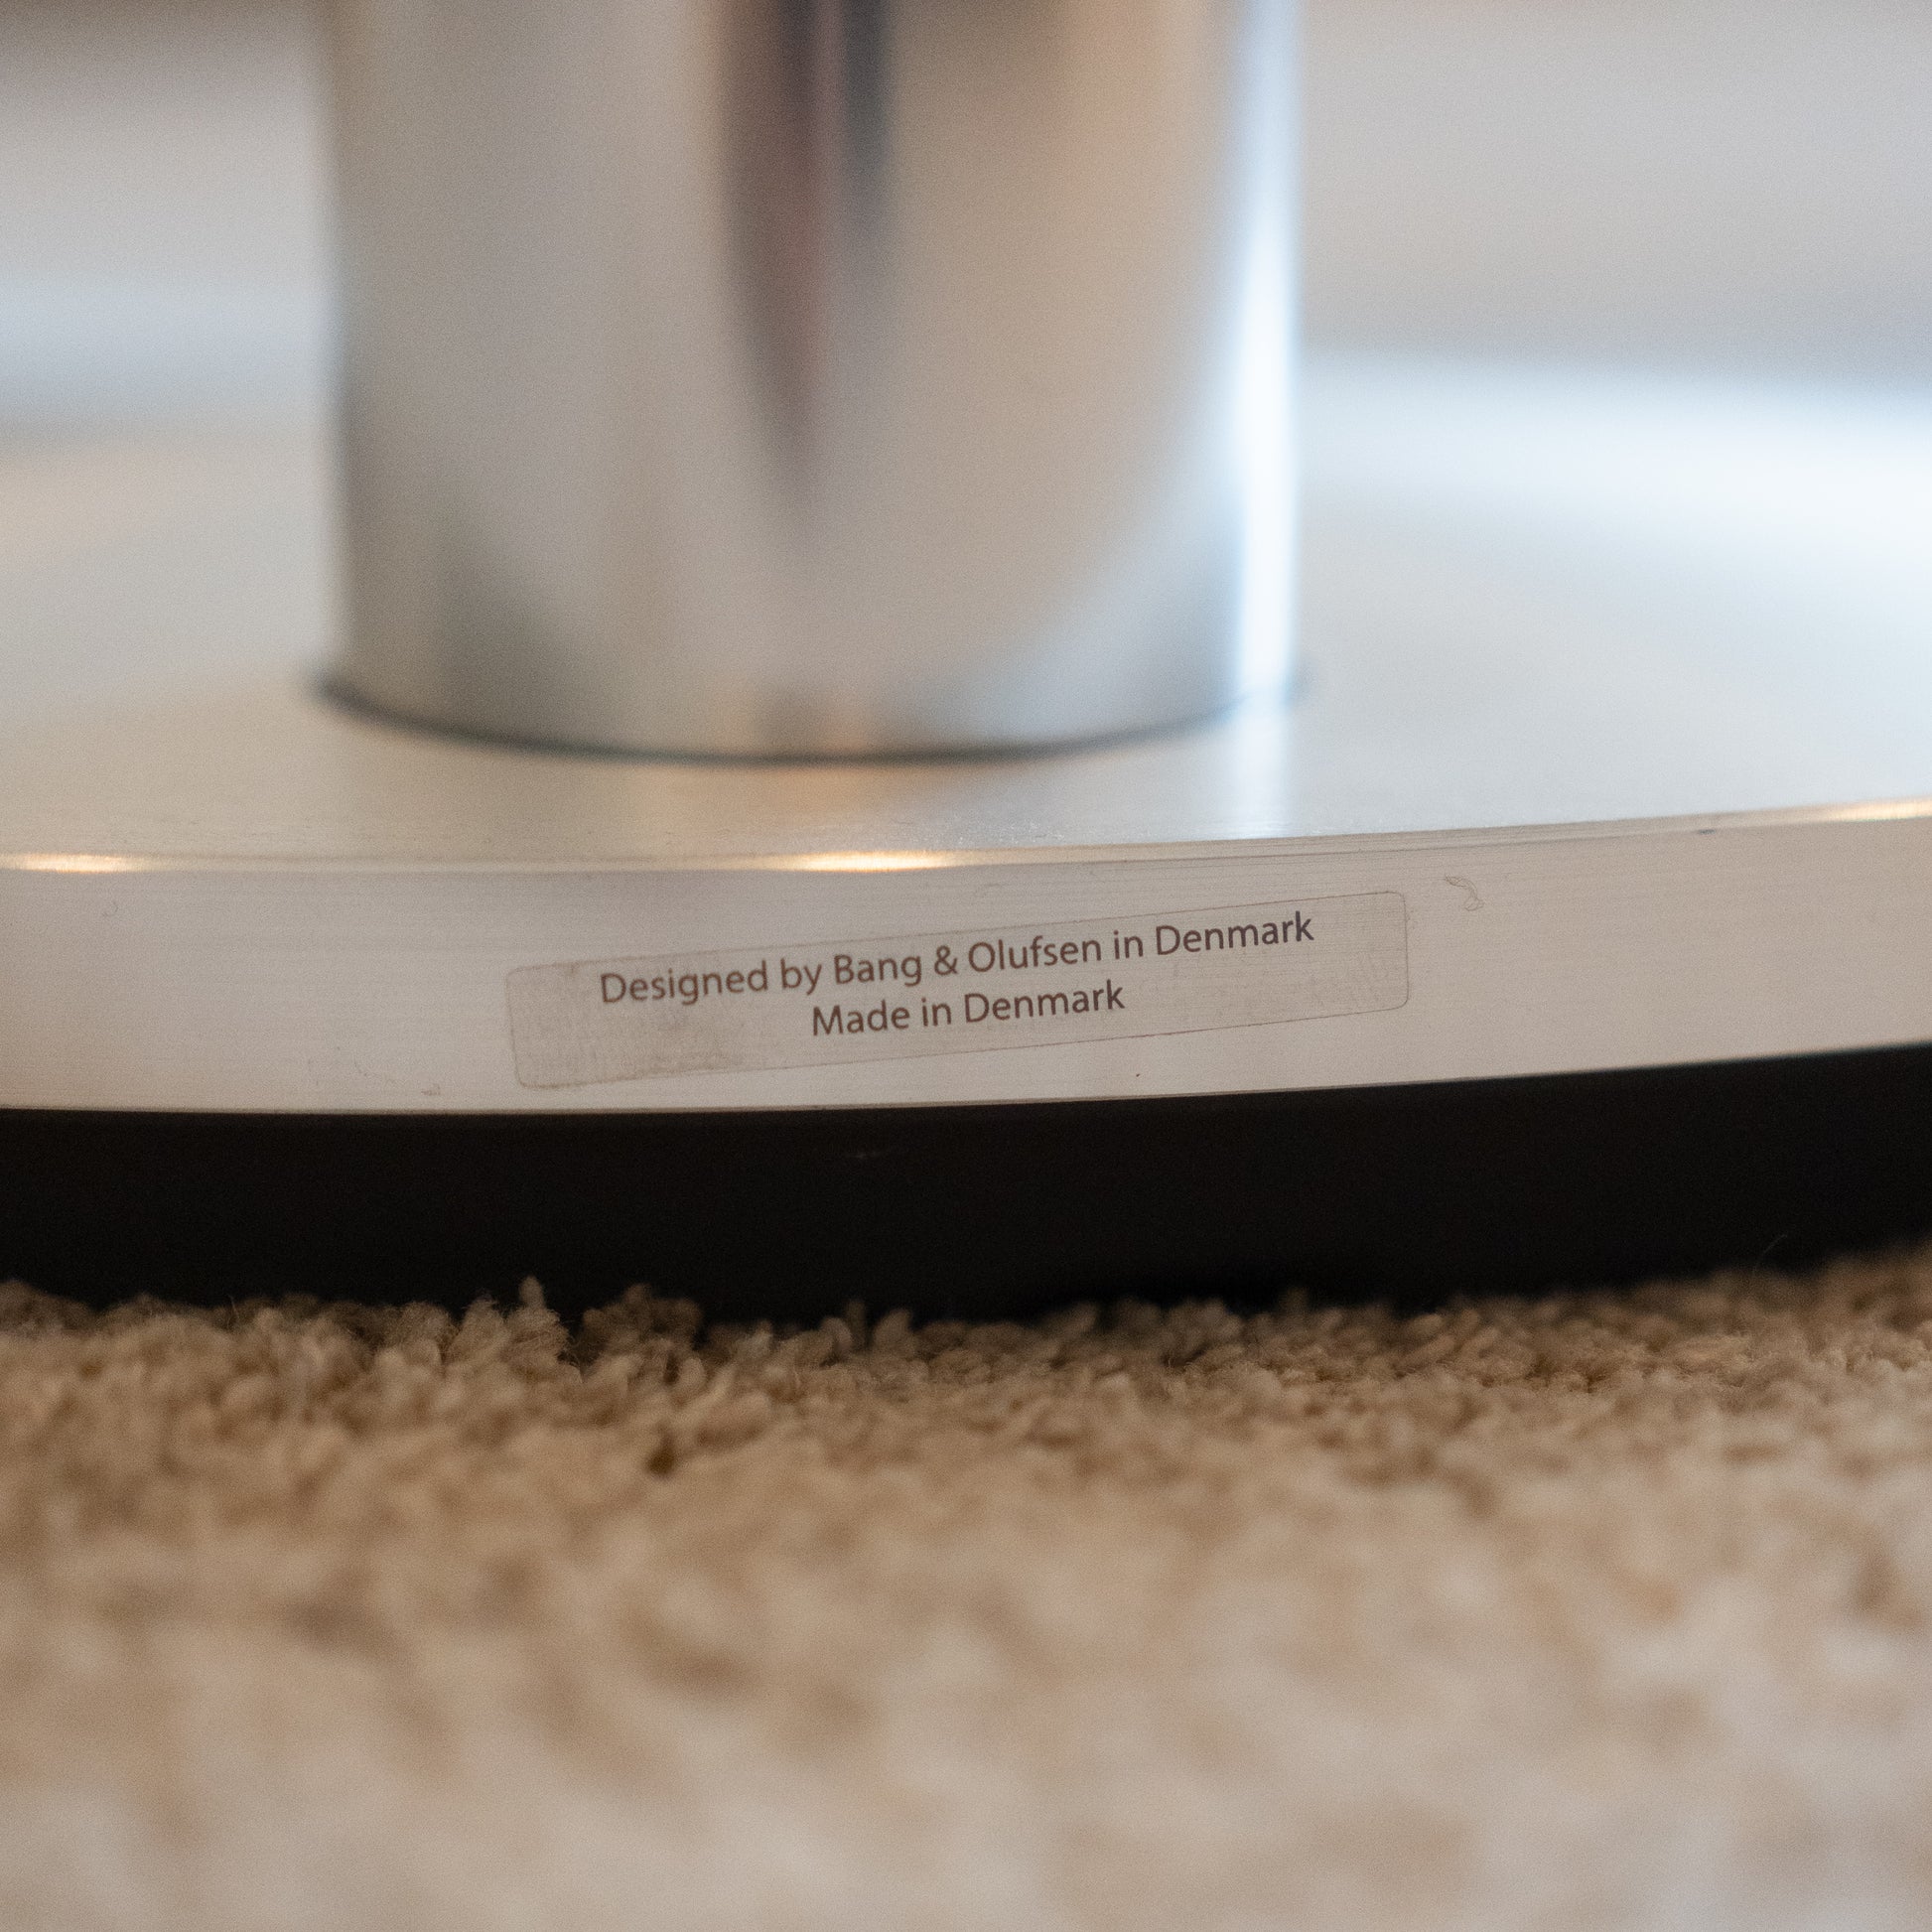 Designed by Bang & Olufsen in Denmark
Made in Denmark